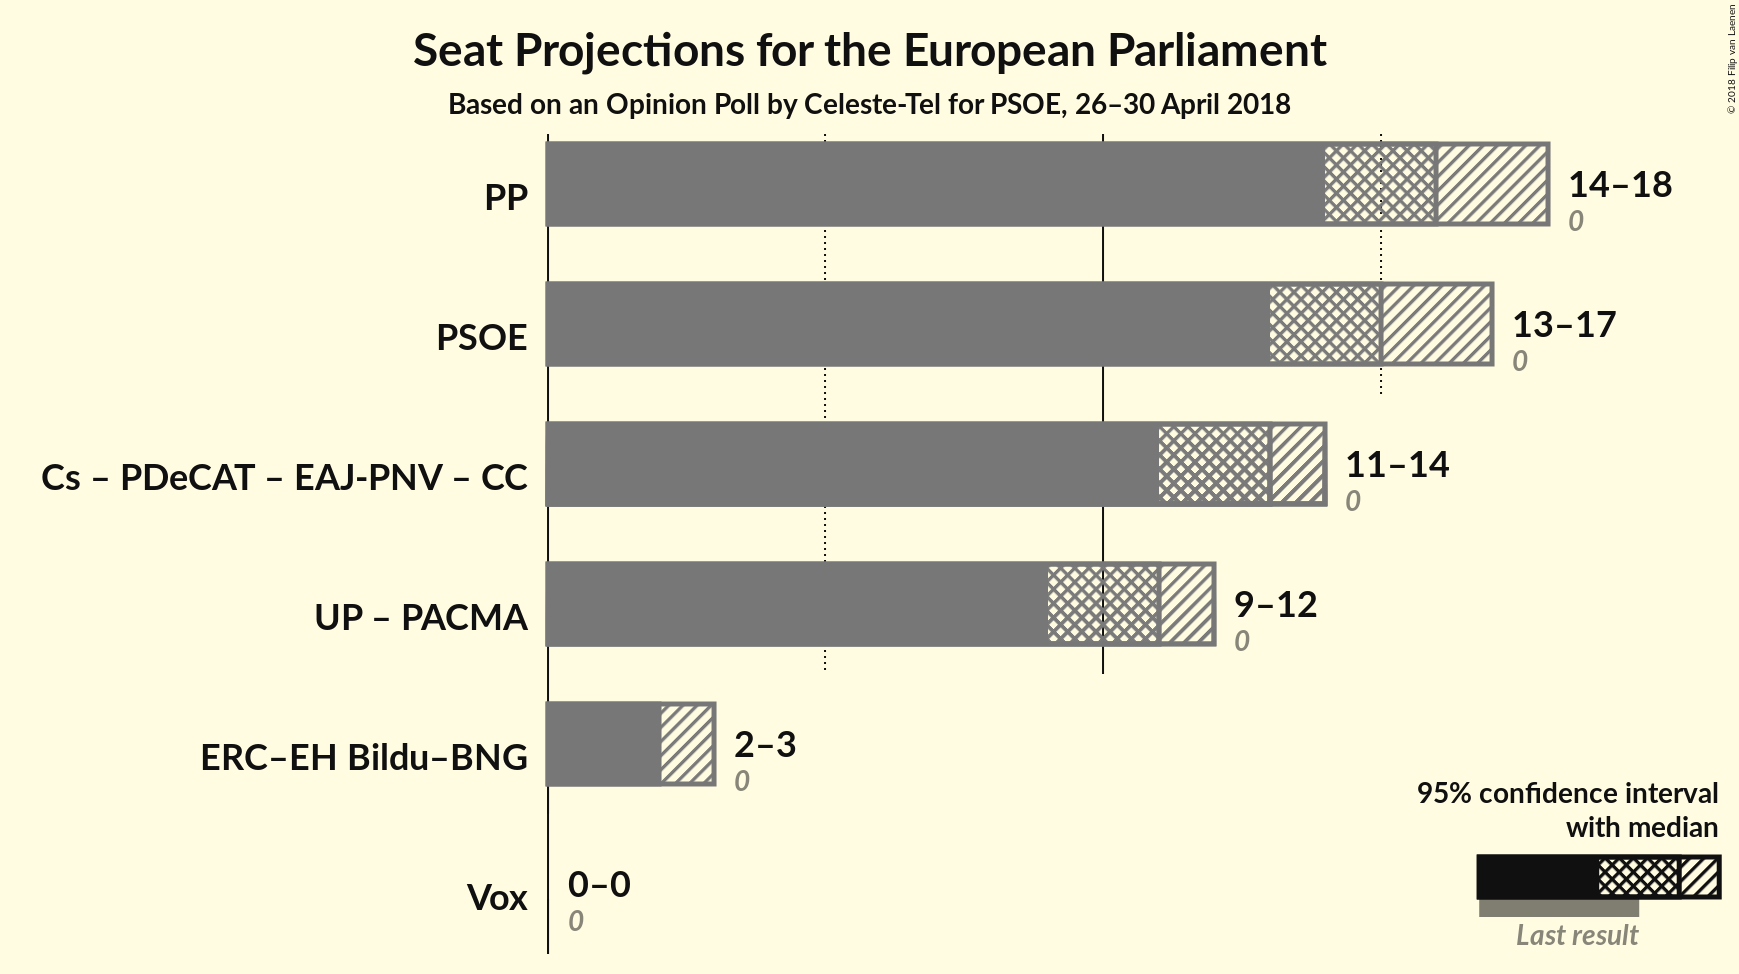 Seat Projections for the European Parliament
Based on an Opinion Poll by Celeste-Tel for PSOE, 26–30 April 2018
© 2018 Filip van Laenen
PP
14–18
0
PSOE
13–17
0
Cs – PDeCAT – EAJ-PNV – CC
11–14
0
UP – PACMA
9–12
0
ERC–EH Bildu–BNG
2–3
0
Vox
0–0
0
95% confidence interval
with median
Last result